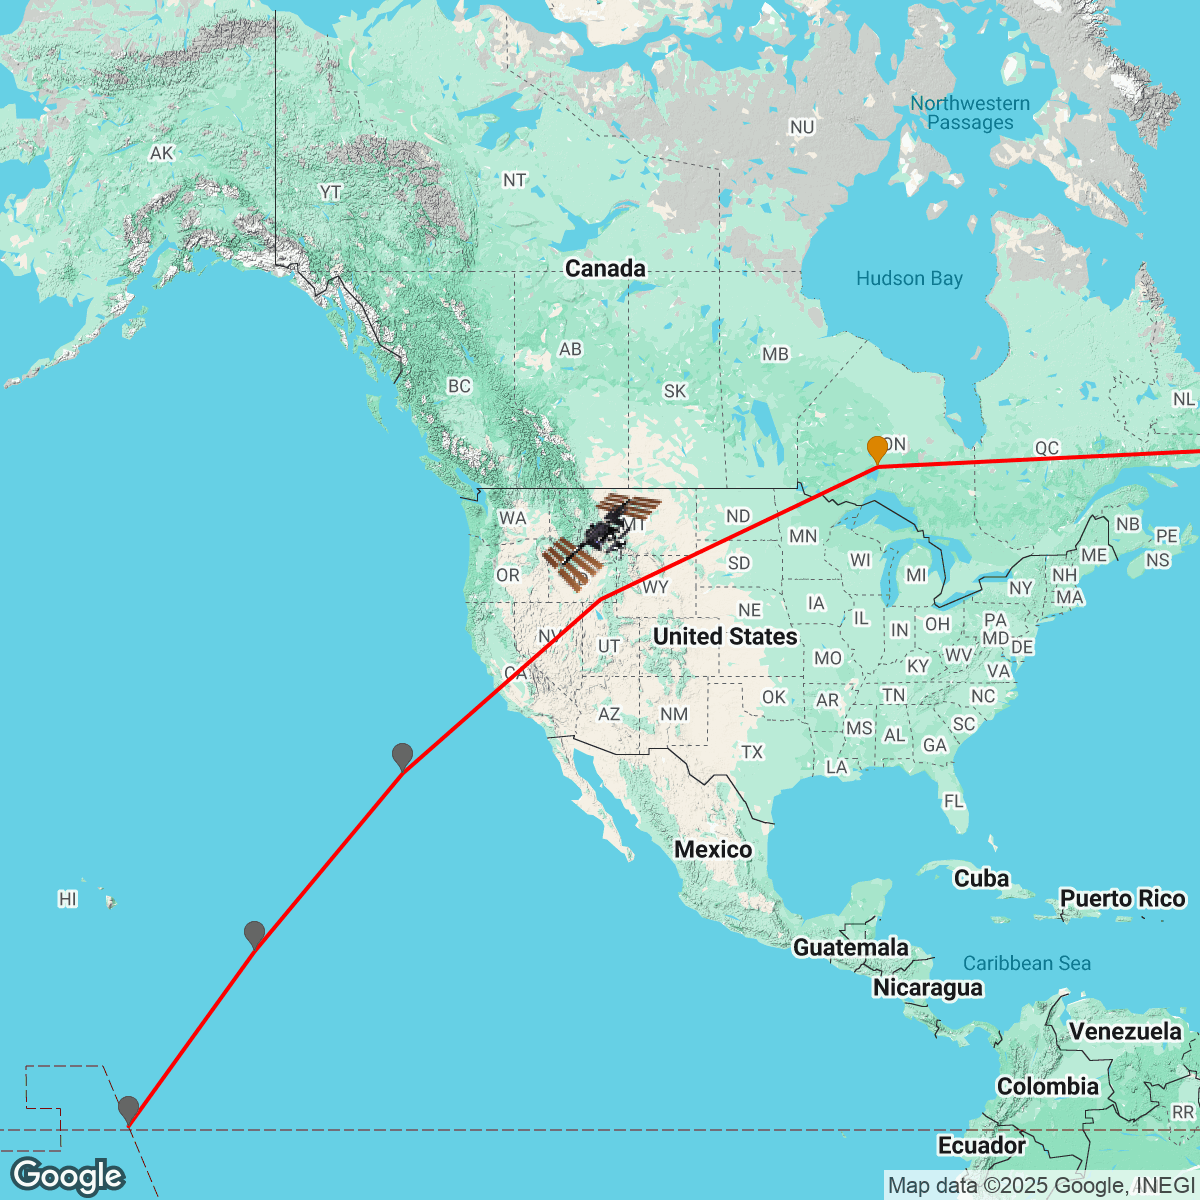 Northwestern
Passages
NU
AK
NT
YT
Canada
Hudson Bay
AB
MB
BC
SK
NL
ON
QC
WA
MT
ND
MN
NB
PE
ME
NS
OR
SD
WI
MI
NH
WY
NY
MA
NE
IA
IL
IN
OH
PA
NV
UT
United States
MD
DE
MO
KY
WV
VA
CA
OK
AR
TN
NC
AZ
NM
MS
AL
SC
GA
TX
LA
FL
Mexico
Cuba
HI
Puerto Rico
Guatemala
Caribbean Sea
Nicaragua
Venezuela
Colombia
RR
Ecuador
Google
Map data ©2025 Google, INEGI